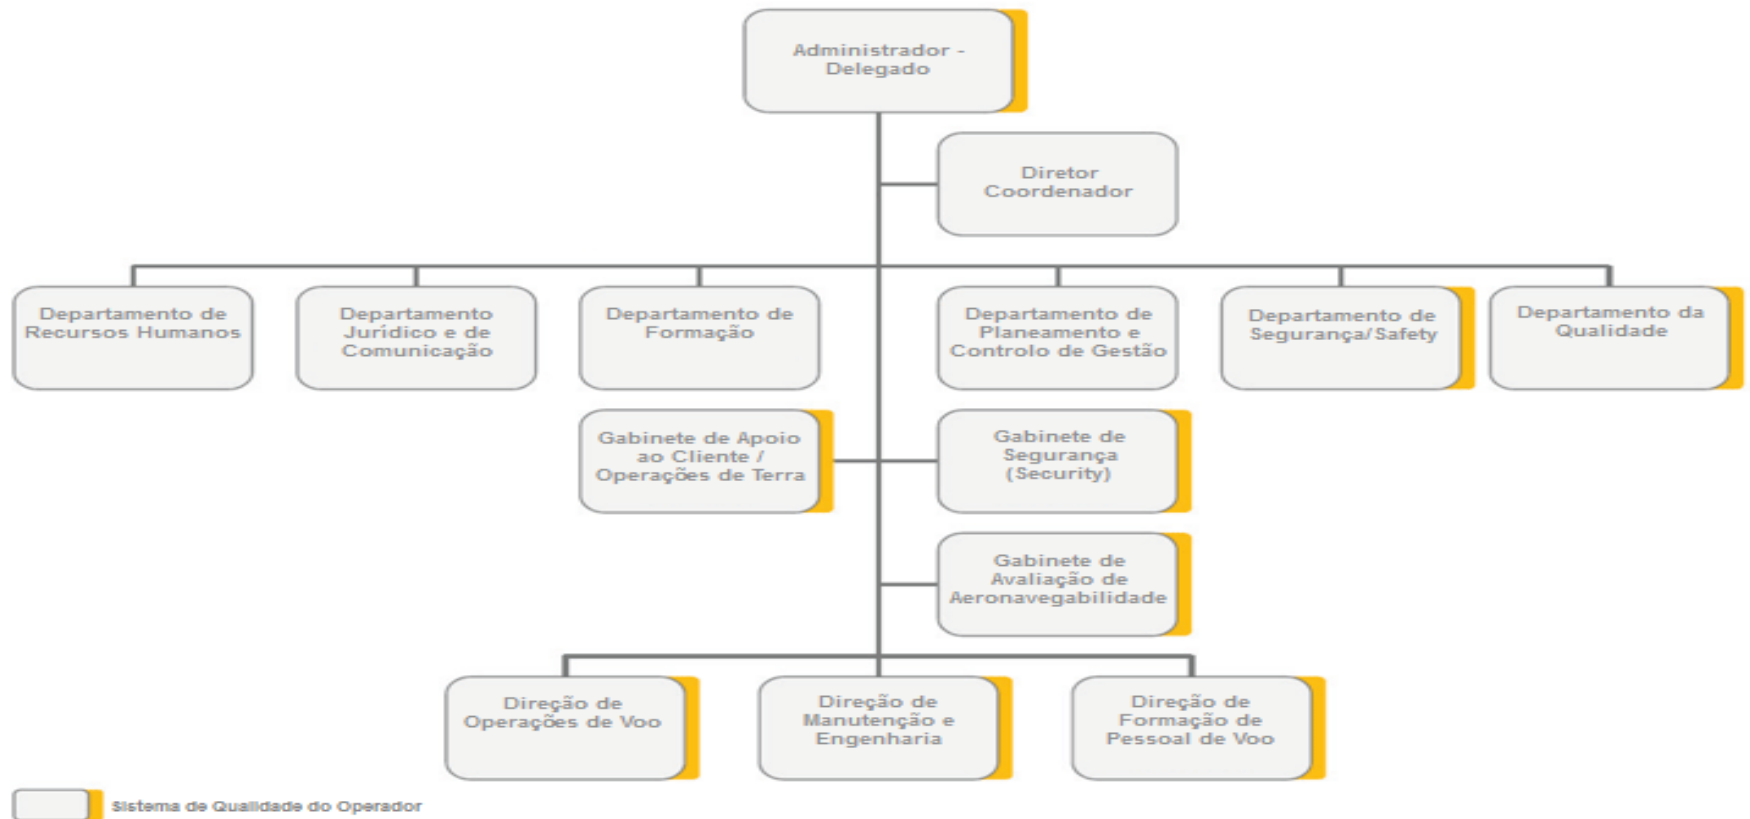 Administrador -
Delegado
Diretor
Coordenador
Departamento de
Recursos Humanos
Departamento
Jurídico e de
Comunicação
Departamento de
Formação
Departamento de
Planeamento e
Controlo de Gestão
Departamento de
Segurança/Safety
Departamento da
Qualidade
Gabinete de Apoio
ao Cliente /
Operações de Terra
Gabinete de
Segurança
(Security)
Gabinete de
Avaliação de
Aeronavegabilidade
Direção de
Operações de Voo
Direção de
Manutenção e
Engenharia
Direção de
Formação de
Pessoal de Voo
Sistema de Qualidade do Operador